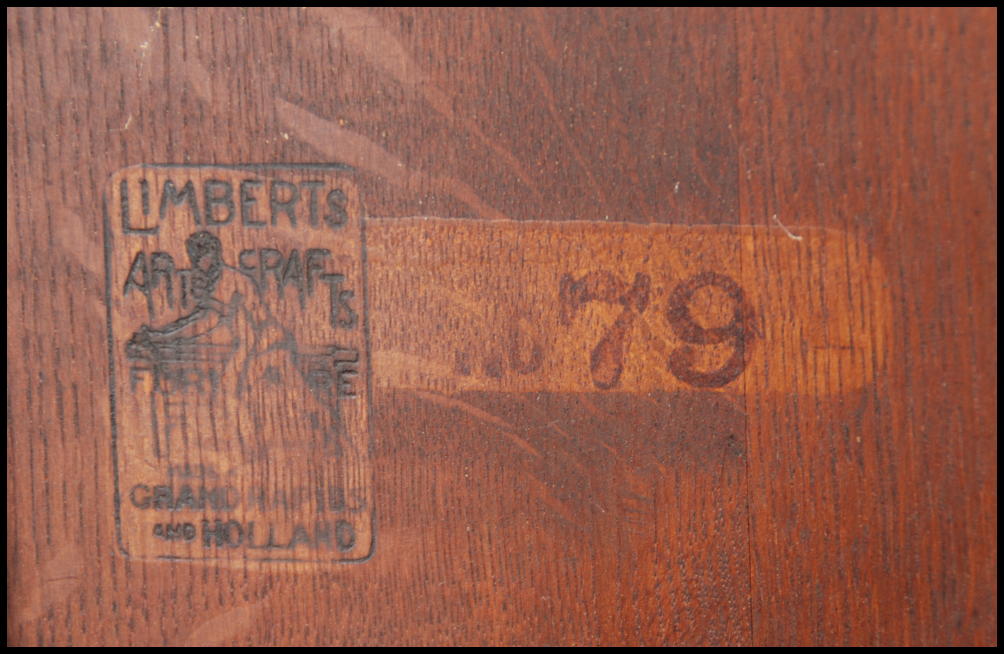 LIMBERTS
ARTS CRAFTS
FURNITURE
GRAND RAPIDS
AND HOLLAND
79